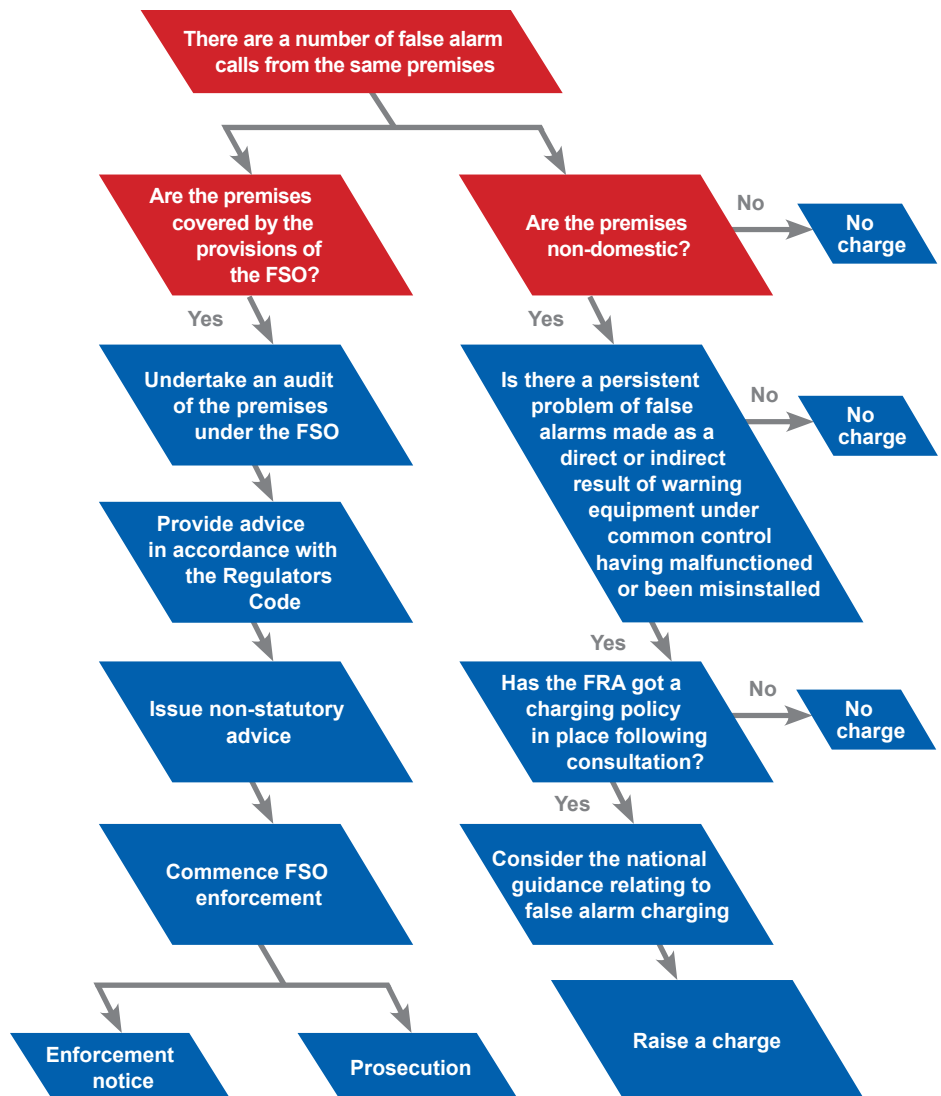 There are a number of false alarm
calls from the same premises
Are the premises
covered by the
provisions of
the FSO?
Are the premises
non-domestic?
No
No
charge
Yes
Yes
Undertake an audit
of the premises
under the FSO
Is there a persistent
problem of false
alarms made as a
direct or indirect
result of warning
equipment under
common control
having malfunctioned
or been misinstalled
No
No
charge
Provide advice
in accordance with
the Regulators
Code
Yes
Issue non-statutory
advice
Has the FRA got a
charging policy
in place following
consultation?
No
No
charge
Yes
Commence FSO
enforcement
Consider the national
guidance relating to
false alarm charging
Enforcement
notice
Prosecution
Raise a charge